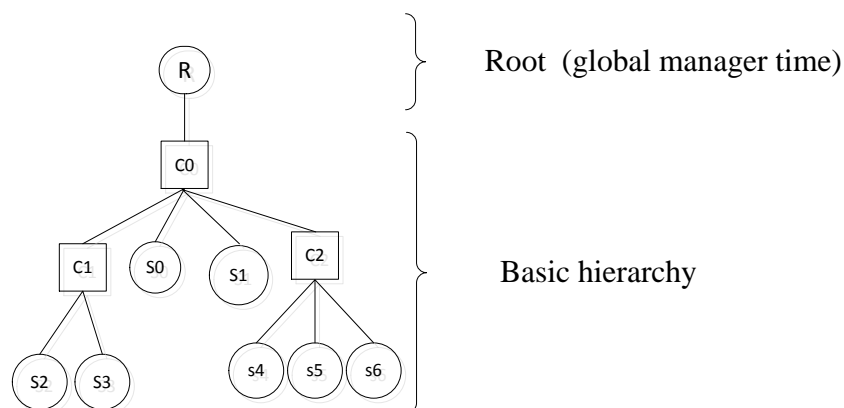 R
Root (global manager time)
C0
C1
S0
S1
C2
Basic hierarchy
S2
S3
s4
s5
s6